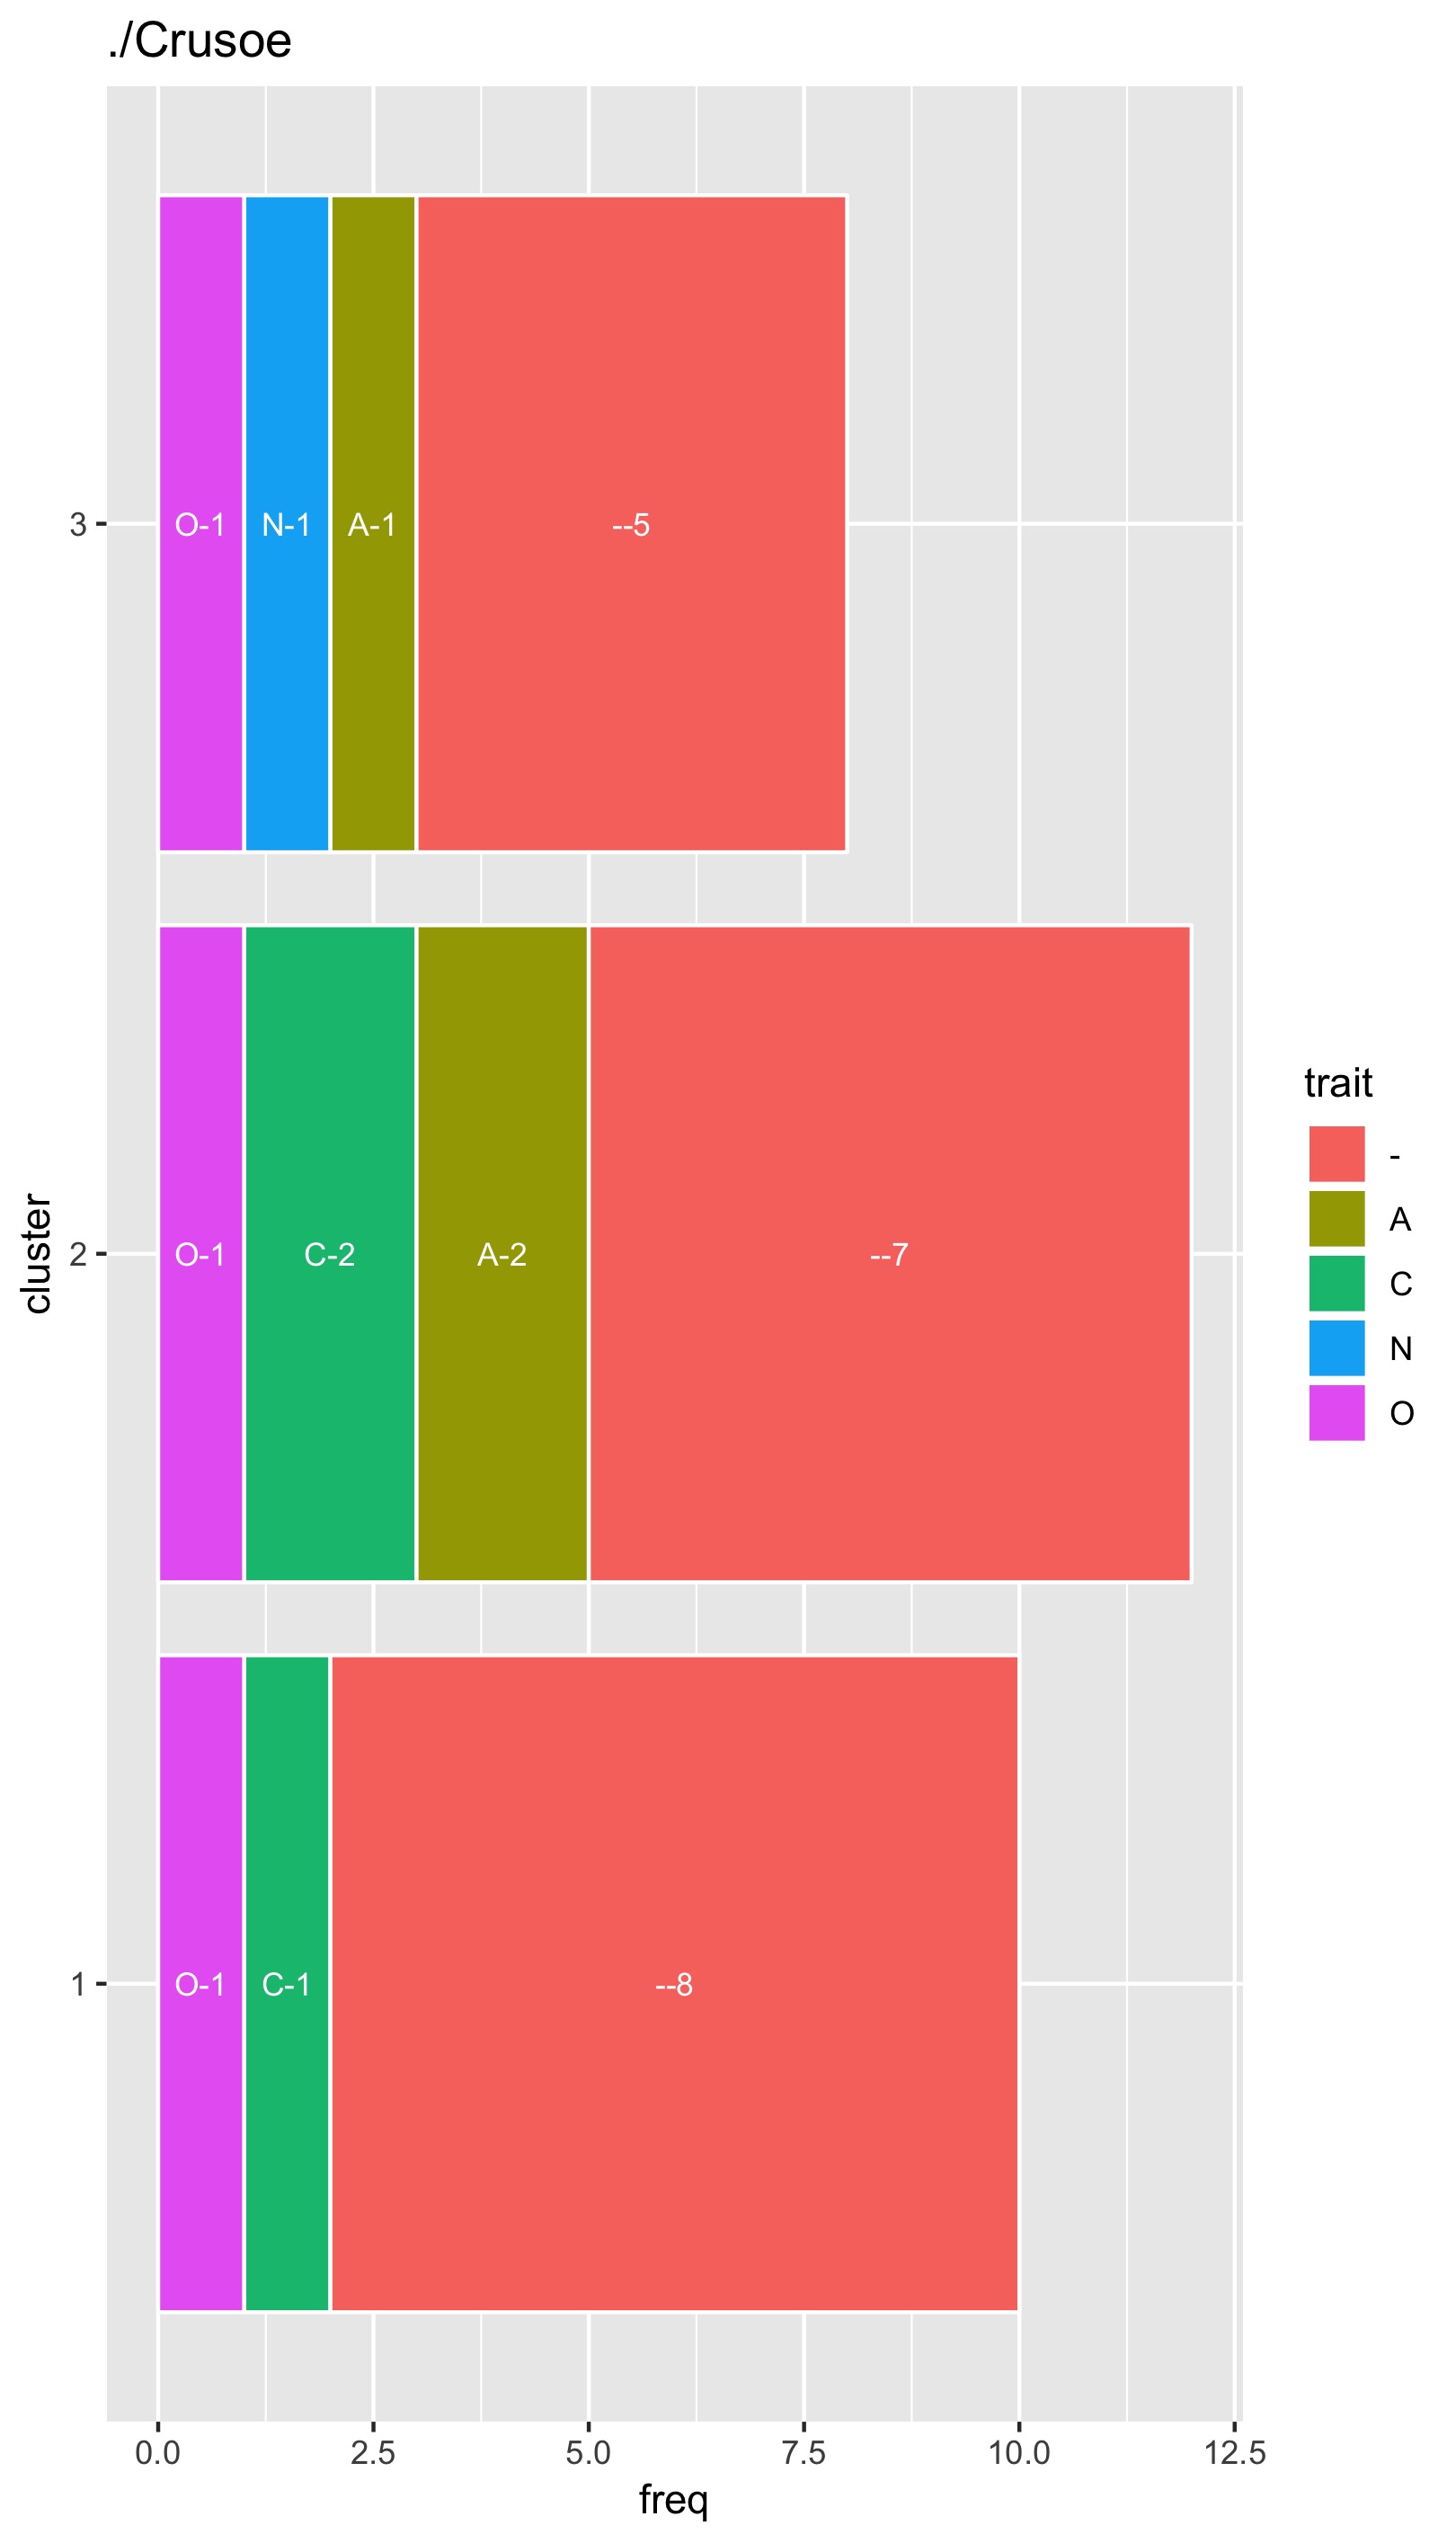 ./Crusoe
3
O-1 N-1 A-1 --5
2
O-1 C-2 A-2 --7
1
O-1 C-1 --8
cluster
0.0 2.5 5.0 7.5 10.0 12.5
freq
trait
-
A
C
N
O